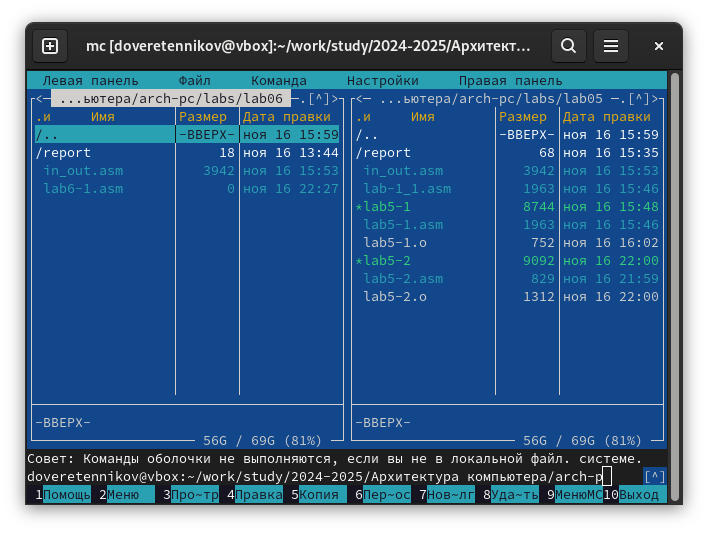 mc [doveretennikov@vbox]:~/work/study/2024-2025/Архитект…
Левая панель Файл Команда Настройки Правая панель
<─ …ьютера/arch-pc/labs/lab06 ─.[^]> <─ …ьютера/arch-pc/labs/lab05 ─.[^]>
.и Имя Размер Дата правки .и Имя Размер Дата правки
/.. -ВВЕРХ- ноя 16 15:59 /.. -ВВЕРХ- ноя 16 15:59
/report 18 ноя 16 13:44 /report 68 ноя 16 15:35
in_out.asm 3942 ноя 16 15:53 in_out.asm 3942 ноя 16 15:53
lab6-1.asm 0 ноя 16 22:27 lab-1_1.asm 1963 ноя 16 15:46
*lab5-1 8744 ноя 16 15:48
lab5-1.asm 1963 ноя 16 15:46
lab5-1.o 752 ноя 16 16:02
*lab5-2 9092 ноя 16 22:00
lab5-2.asm 829 ноя 16 21:59
lab5-2.o 1312 ноя 16 22:00
-ВВЕРХ- -ВВЕРХ-
56G / 69G (81%) 56G / 69G (81%)
Совет: Команды оболочки не выполняются, если вы не в локальной файл. системе.
doveretennikov@vbox:~/work/study/2024-2025/Архитектура компьютера/arch-p [^]
1Помощь 2Меню 3Про~тр 4Правка 5Копия 6Пер~ос 7Нов~лг 8Уда~ть 9МенюMC 10Выход